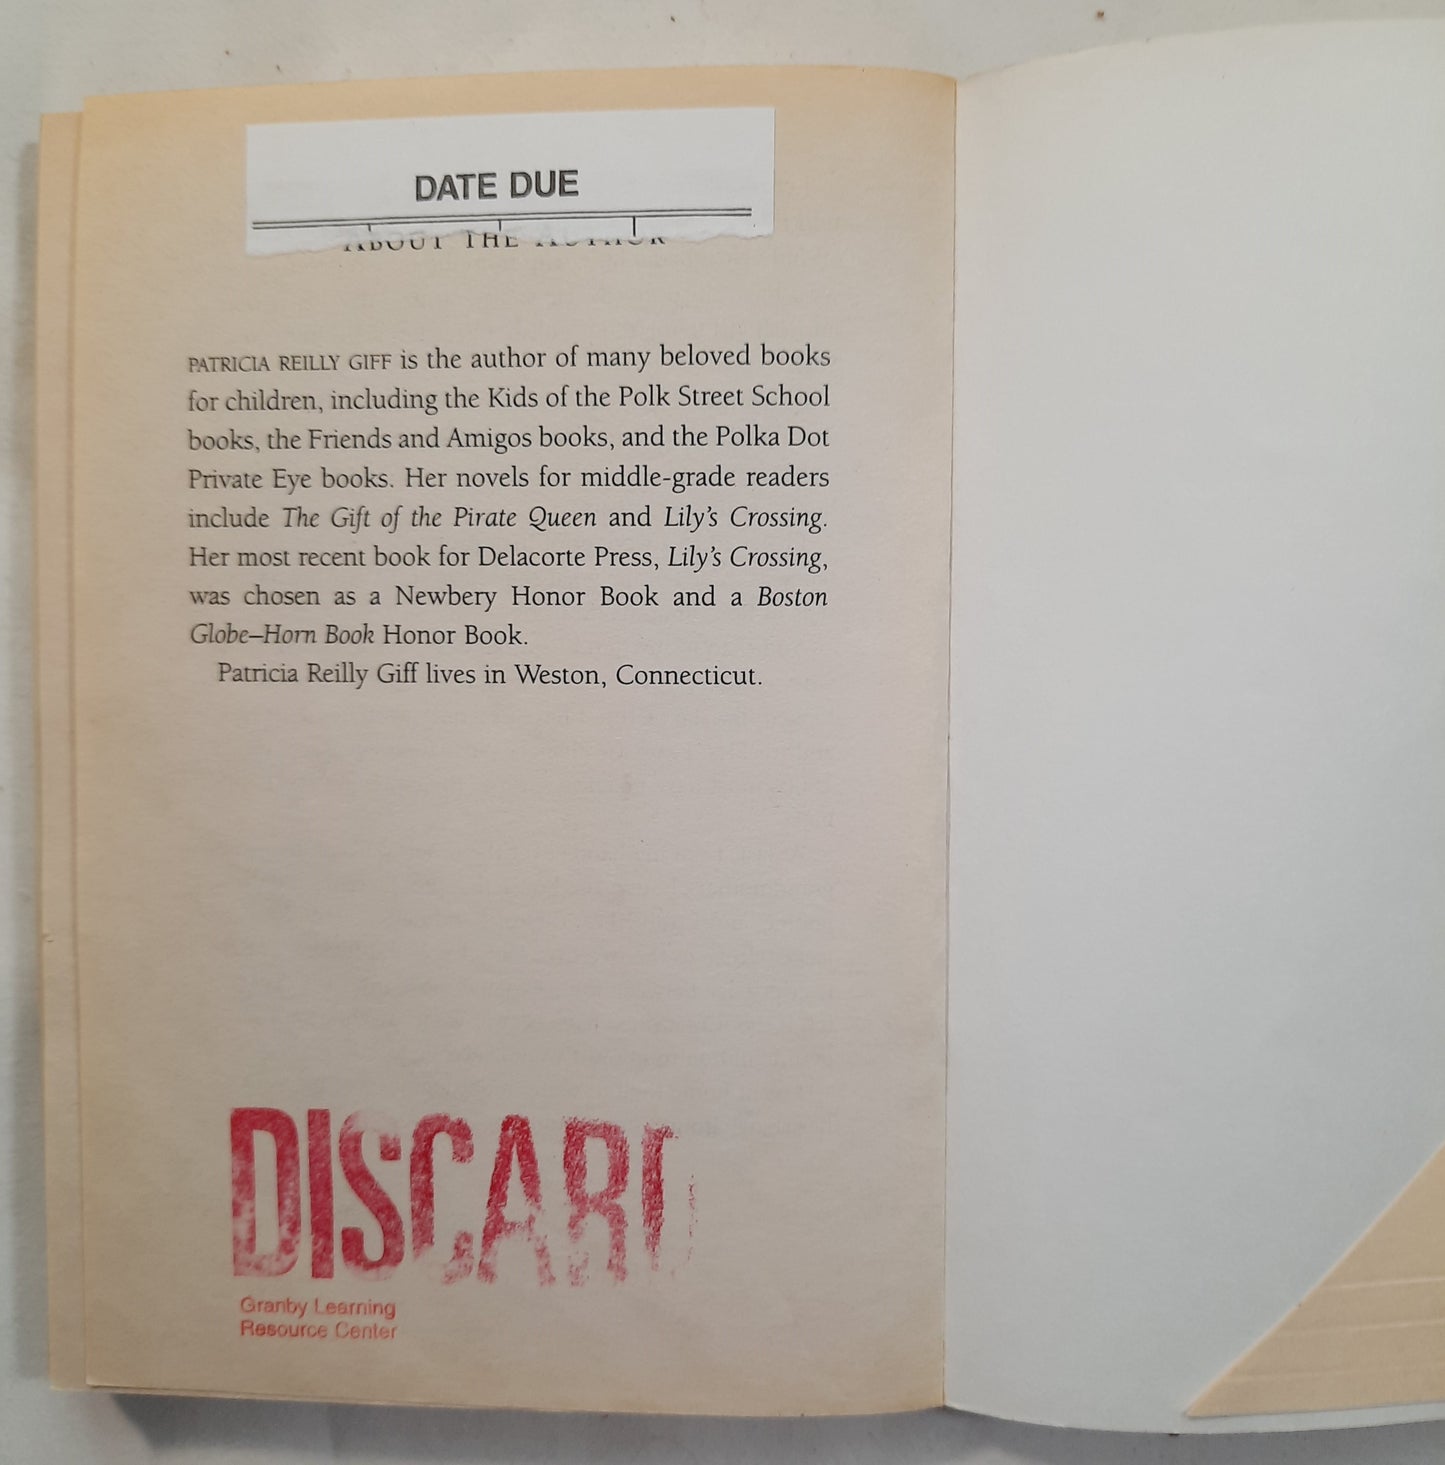 DATE DUE
ABOUT THE AUTHOR
PATRICIA REILLY GIFF is the author of many beloved books
for children, including the Kids of the Polk Street School
books, the Friends and Amigos books, and the Polka Dot
Private Eye books. Her novels for middle-grade readers
include The Gift of the Pirate Queen and Lily's Crossing.
Her most recent book for Delacorte Press, Lily's Crossing,
was chosen as a Newbery Honor Book and a Boston
Globe–Horn Book Honor Book.
Patricia Reilly Giff lives in Weston, Connecticut.
DISCARD
Granby Learning
Resource Center